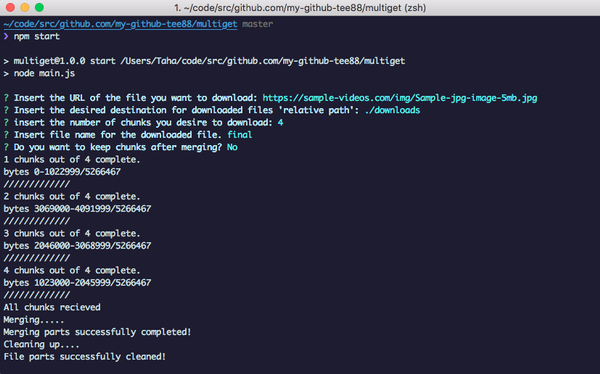 1. ~/code/src/github.com/my-github-tee88/multiget (zsh)
~/code/src/github.com/my-github-tee88/multiget master
❯ npm start
> multiget@1.0.0 start /Users/Taha/code/src/github.com/my-github-tee88/multiget
> node main.js
? Insert the URL of the file you want to download: https://sample-videos.com/img/Sample-jpg-image-5mb.jpg
? Insert the desired destination for downloaded files 'relative path': ./downloads
? insert the number of chunks you desire to download: 4
? Insert file name for the downloaded file. final
? Do you want to keep chunks after merging? No
1 chunks out of 4 complete.
bytes 0-1022999/5266467
/////////////
2 chunks out of 4 complete.
bytes 3069000-4091999/5266467
/////////////
3 chunks out of 4 complete.
bytes 2046000-3068999/5266467
/////////////
4 chunks out of 4 complete.
bytes 1023000-2045999/5266467
/////////////
All chunks recieved
Merging.....
Merging parts successfully completed!
Cleaning up....
File parts successfully cleaned!